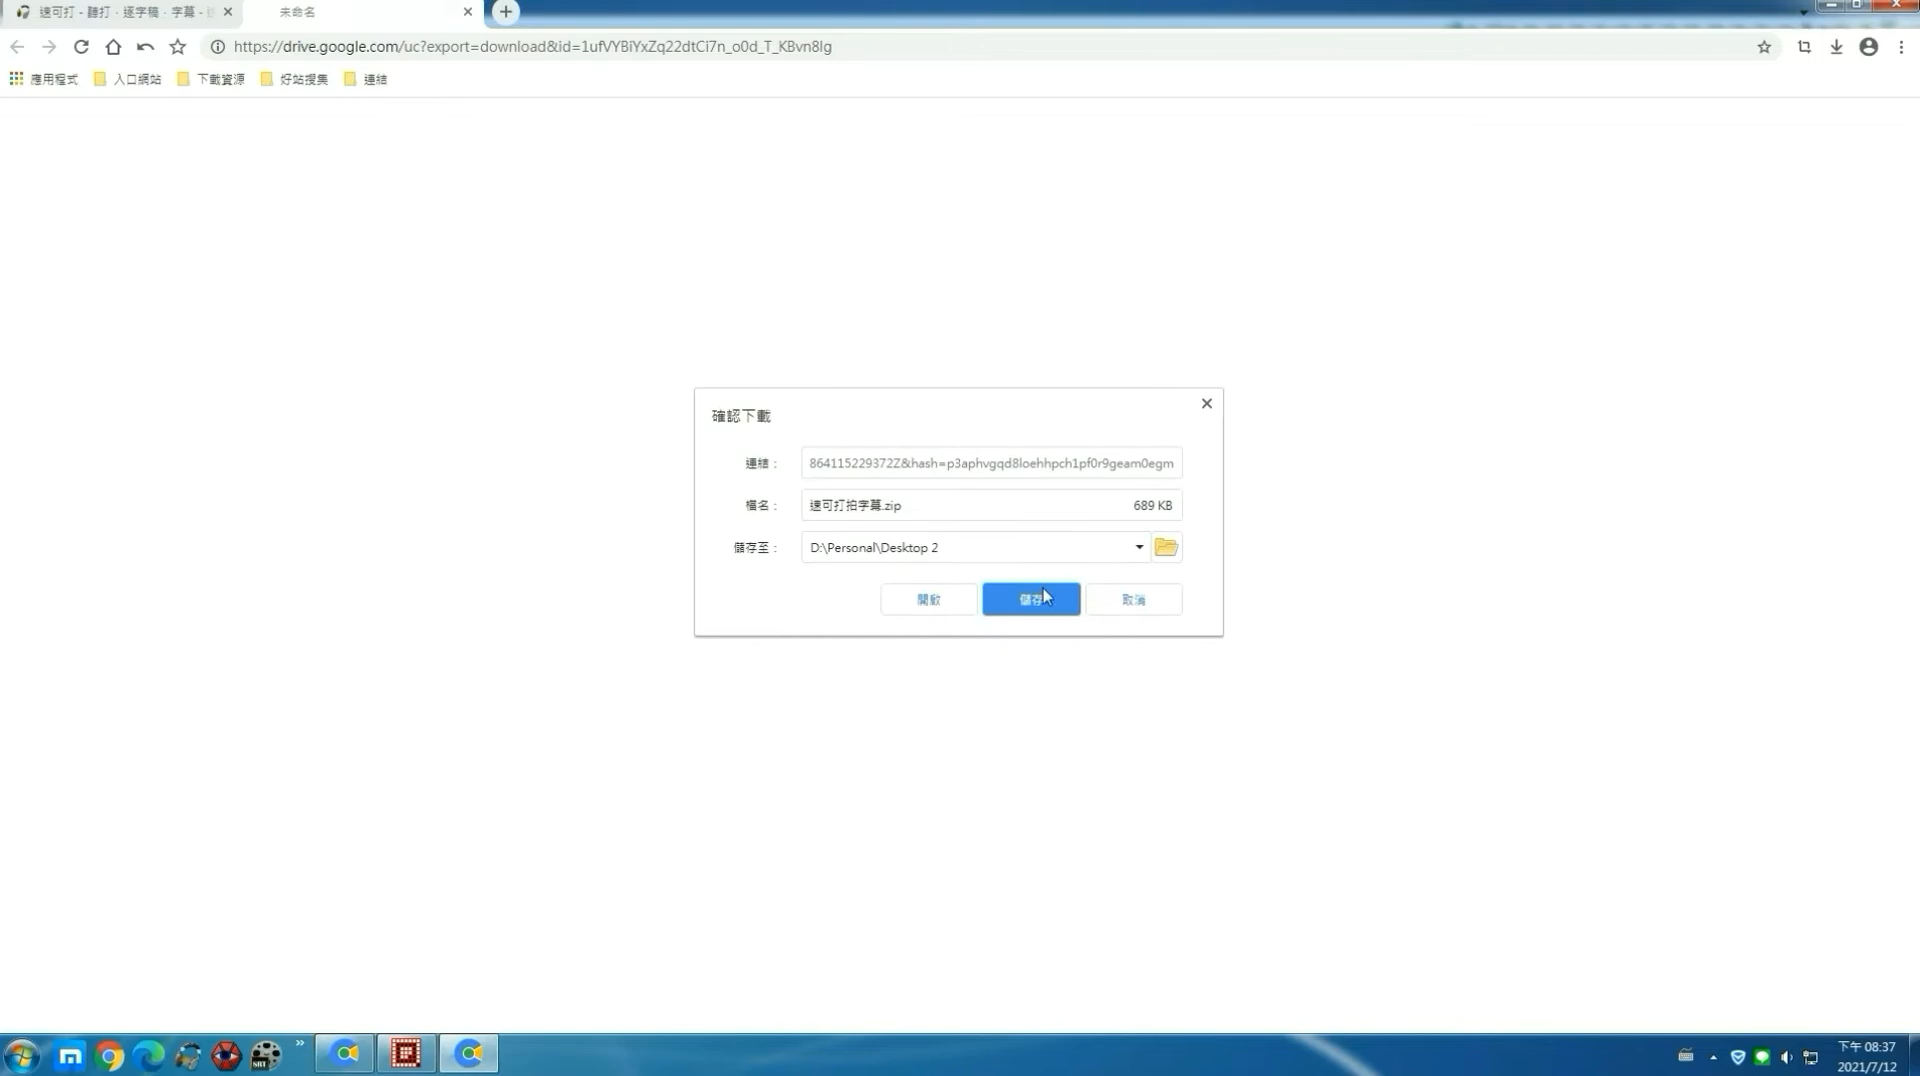 速可打 - 聽打 · 逐字稿 · 字幕 -
未命名
https://drive.google.com/uc?export=download&id=1ufVYBiYxZq22dtCi7n_o0d_T_KBvn8Ig
應用程式
入口網站
下載資源
好站搜集
連結
確認下載
連結：
864115229372Z&hash=p3aphvgqd8loehhpch1pf0r9geam0egm
檔名：
速可打拍字幕.zip
689 KB
儲存至：
D:\Personal\Desktop 2
開啟
儲存
取消
SRT
下午 08:37
2021/7/12